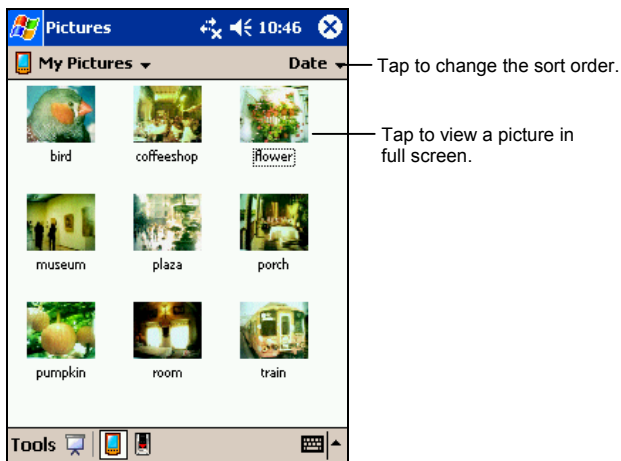 Pictures 10:46
My Pictures Date
Tap to change the sort order.
Tap to view a picture in
full screen.
bird coffeeshop flower
museum plaza porch
pumpkin room train
Tools